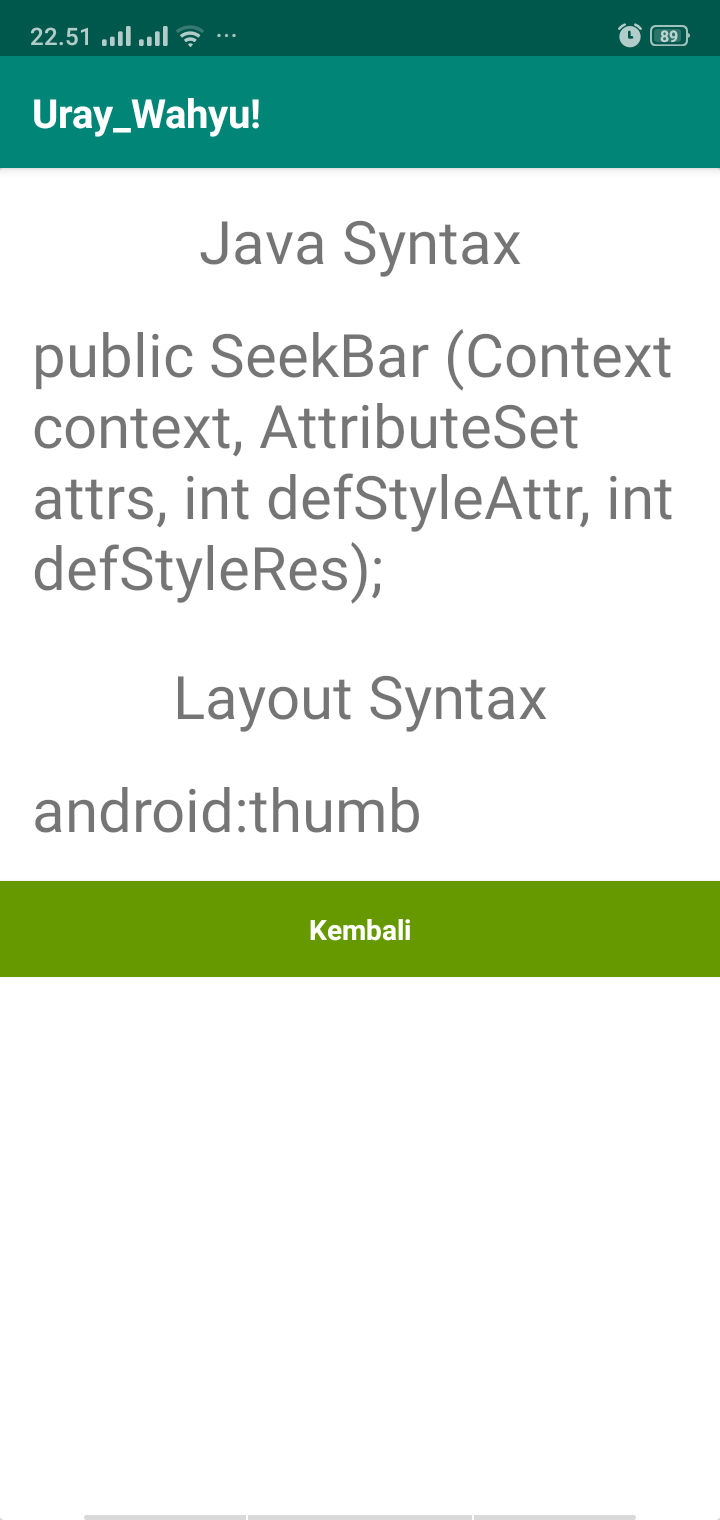 22.51 ... 89
Uray_Wahyu!
Java Syntax
public SeekBar (Context
context, AttributeSet
attrs, int defStyleAttr, int
defStyleRes);
Layout Syntax
android:thumb
Kembali